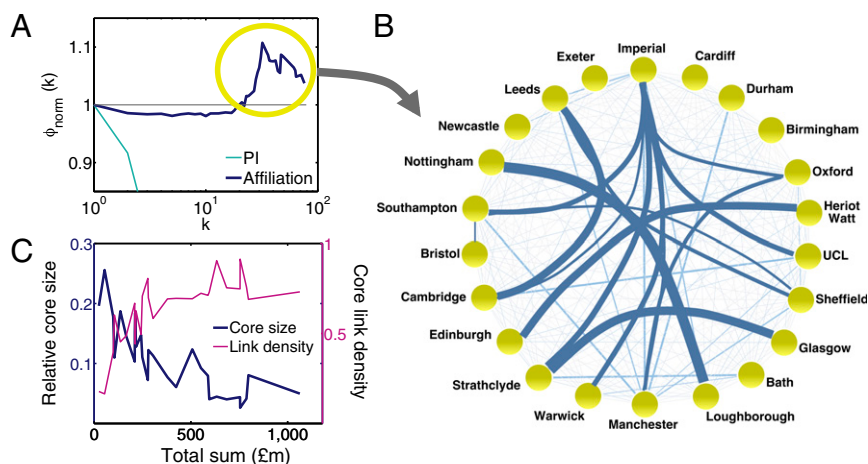 A
1.1
1
0.9
ϕnorm (k)
PI
Affiliation
10^0
10^1
10^2
k
B
Imperial
Cardiff
Durham
Birmingham
Oxford
Heriot
Watt
UCL
Sheffield
Glasgow
Bath
Loughborough
Manchester
Warwick
Strathclyde
Edinburgh
Cambridge
Bristol
Southampton
Nottingham
Newcastle
Leeds
Exeter
C
0.3
0.2
0.1
Relative core size
1
0.5
Core link density
Core size
Link density
0
500
1,000
0
Total sum (£m)